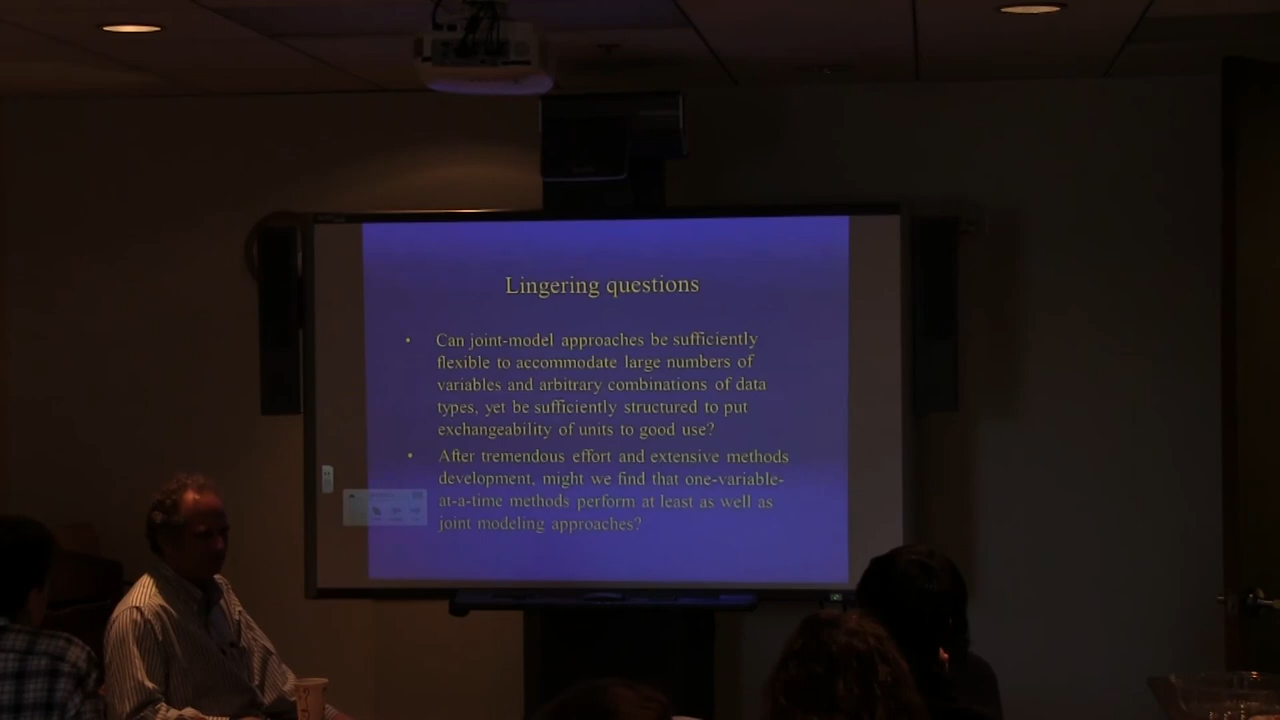 Lingering questions
• Can joint-model approaches be sufficiently
flexible to accommodate large numbers of
variables and arbitrary combinations of data
types, yet be sufficiently structured to put
exchangeability of units to good use?
• After tremendous effort and extensive methods
development, might we find that one-variable-
at-a-time methods perform at least as well as
joint modeling approaches?